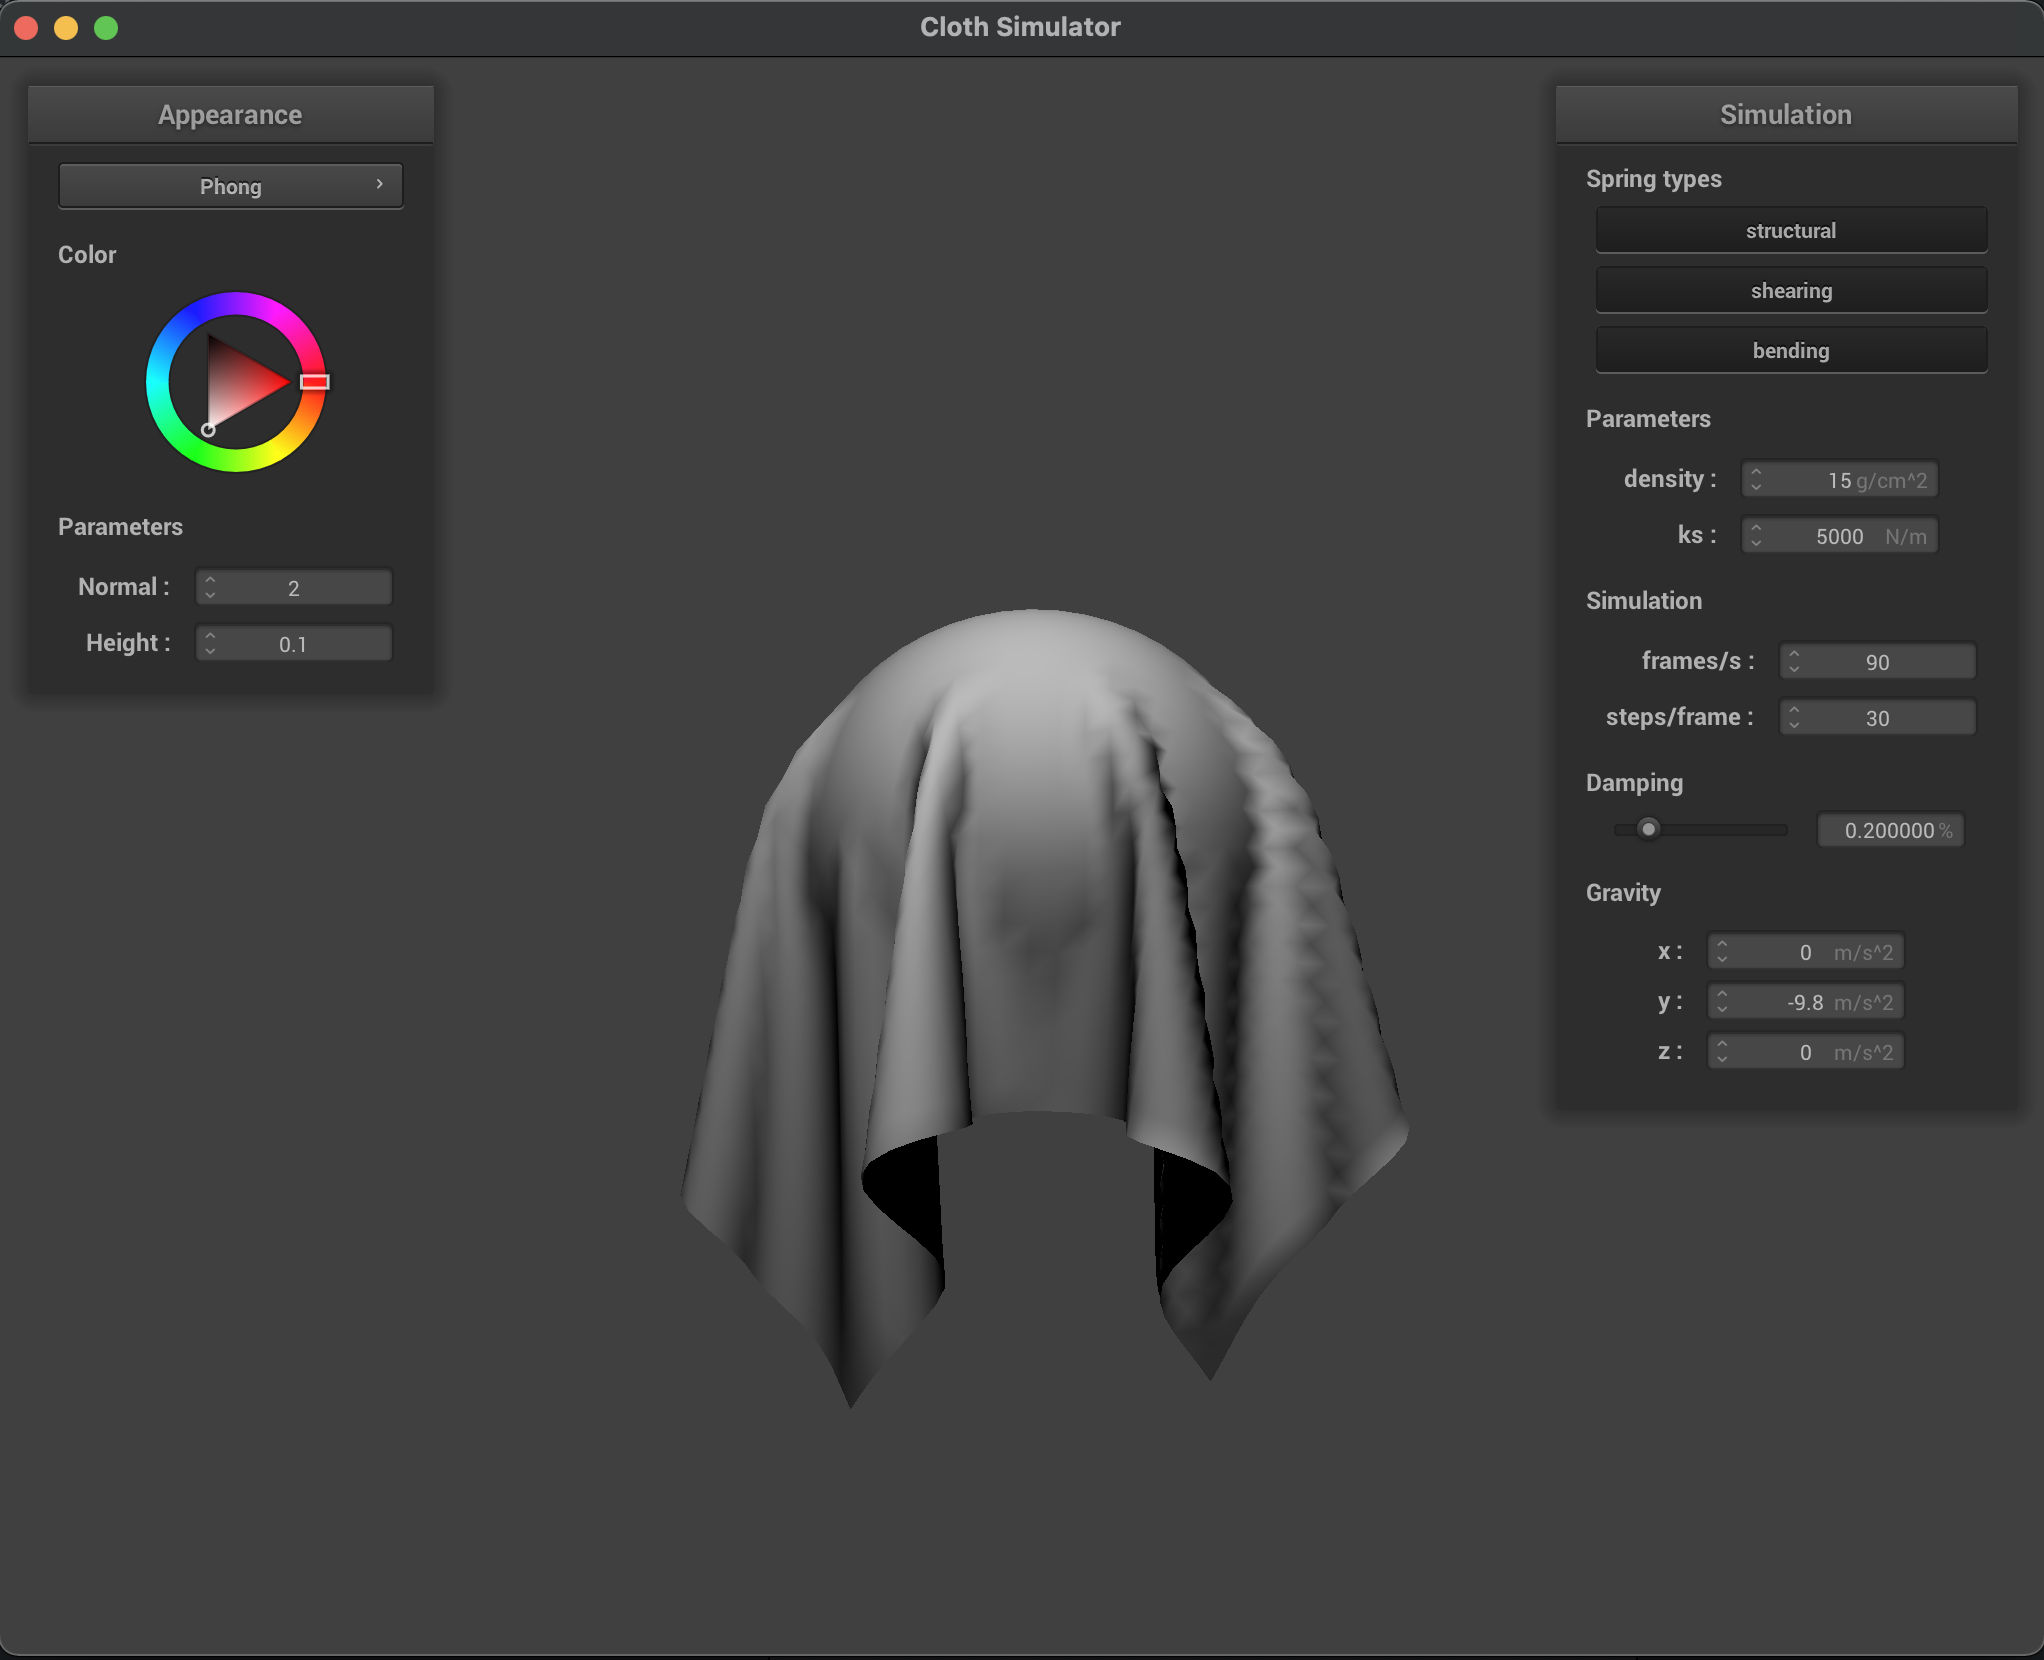 Cloth Simulator
Appearance
Phong
Color
Parameters
Normal : 2
Height : 0.1
Simulation
Spring types
structural
shearing
bending
Parameters
density : 15 g/cm^2
ks : 5000 N/m
Simulation
frames/s : 90
steps/frame : 30
Damping
0.200000 %
Gravity
x : 0 m/s^2
y : -9.8 m/s^2
z : 0 m/s^2